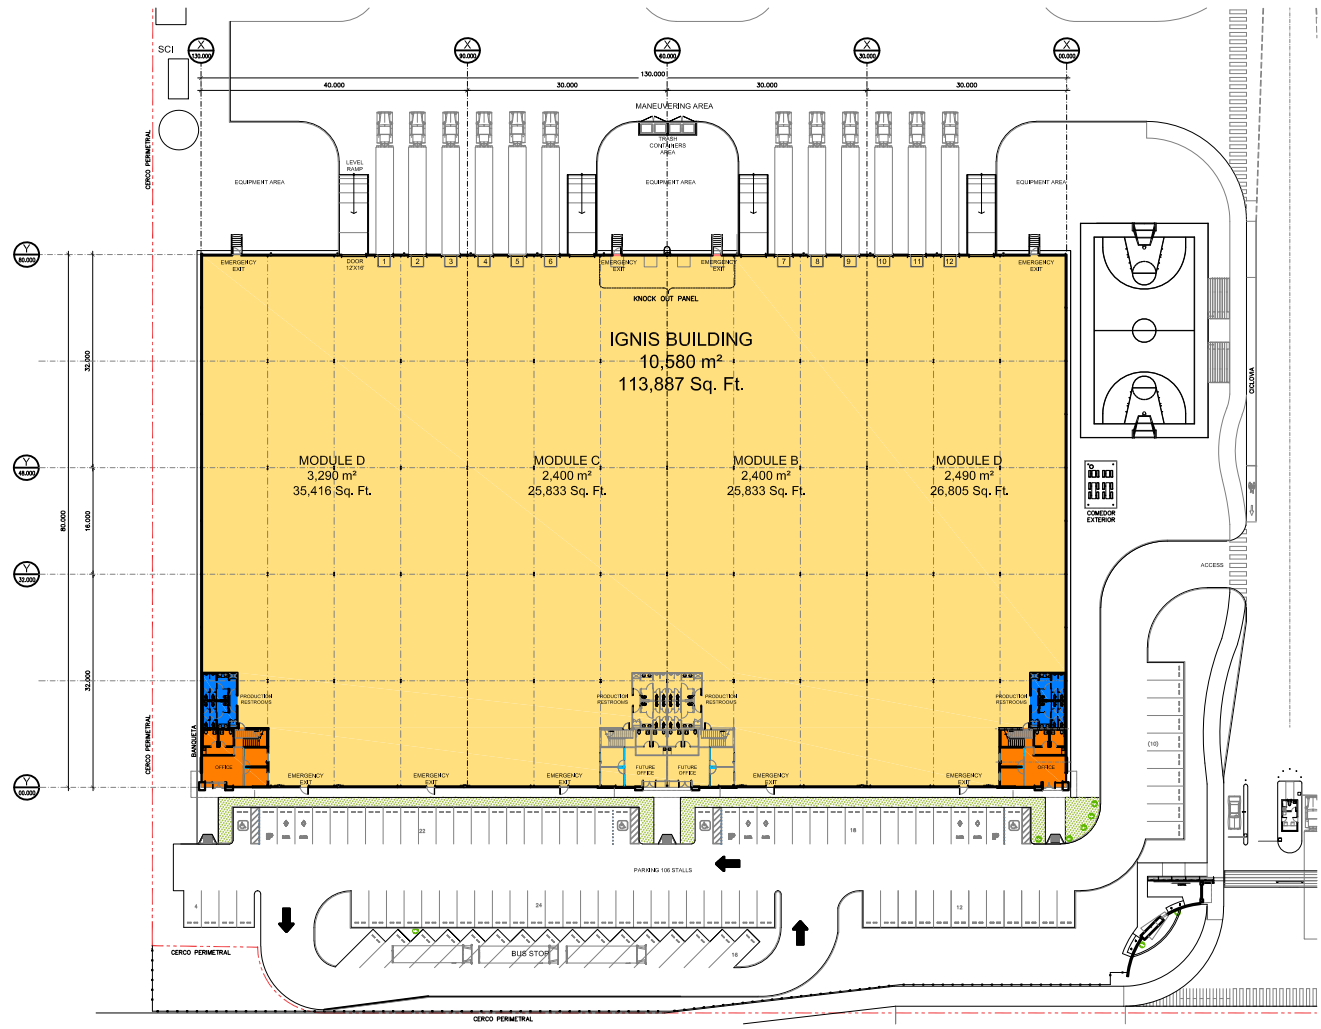 SCI
X
130.000
X
90.000
X
60.000
X
30.000
X
00.000
130.000
40.000
30.000
30.000
30.000
MANEUVERING AREA
TRASH
CONTAINERS
AREA
CERCO PERIMETRAL
LEVEL
RAMP
EQUIPMENT AREA
EQUIPMENT AREA
EQUIPMENT AREA
Y
80.000
EMERGENCY
EXIT
DOOR
12'X16'
1
2
3
4
5
6
EMERGENCY
EXIT
EMERGENCY
EXIT
7
8
9
10
11
12
EMERGENCY
EXIT
KNOCK OUT PANEL
IGNIS BUILDING
10,580 m²
113,887 Sq. Ft.
32.000
CICLOVIA
MODULE D
3,290 m²
35,416 Sq. Ft.
MODULE C
2,400 m²
25,833 Sq. Ft.
MODULE B
2,400 m²
25,833 Sq. Ft.
MODULE D
2,490 m²
26,805 Sq. Ft.
Y
48.000
COMEDOR
EXTERIOR
80.000
16.000
Y
32.000
ACCESS
32.000
PRODUCTION
RESTROOMS
PRODUCTION
RESTROOMS
PRODUCTION
RESTROOMS
PRODUCTION
RESTROOMS
CERCO PERIMETRAL
BANQUETA
OFFICE
FUTURE
OFFICE
FUTURE
OFFICE
OFFICE
(10)
Y
00.000
EMERGENCY
EXIT
EMERGENCY
EXIT
EMERGENCY
EXIT
EMERGENCY
EXIT
EMERGENCY
EXIT
22
18
PARKING 106 STALLS
4
24
12
BUS STOP
16
CERCO PERIMETRAL
CERCO PERIMETRAL